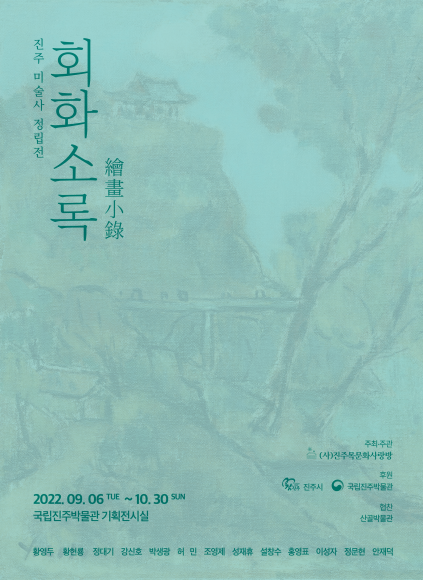 진주 미술사 정립전
회화소록
繪畫小錄
주최·주관
(사)진주목문화사랑방
후원
진주시 국립진주박물관
협찬
산골박물관
2022. 09. 06 TUE ~ 10. 30 SUN
국립진주박물관 기획전시실
황영두 황현룡 정대기 강신호 박생광 허 민 조영제 성재휴 설창수 홍영표 이성자 정문현 안재덕